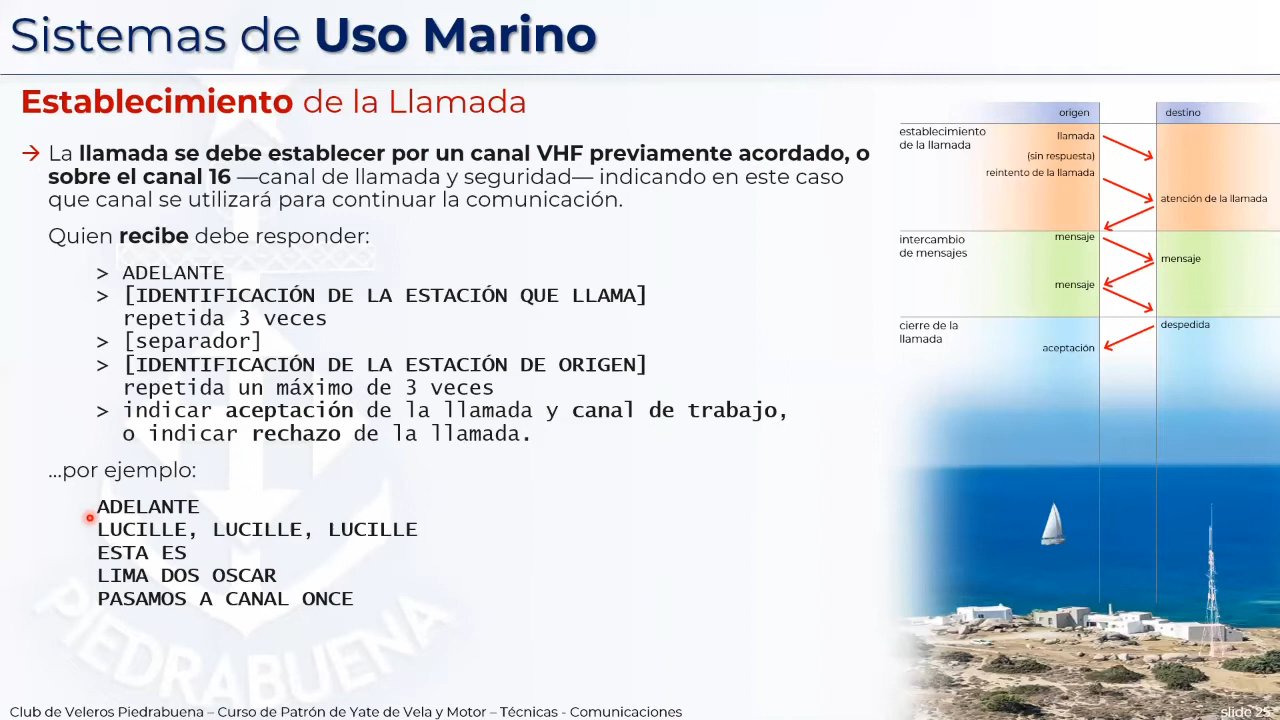 Sistemas de Uso Marino
Establecimiento de la Llamada
→ La llamada se debe establecer por un canal VHF previamente acordado, o
sobre el canal 16 —canal de llamada y seguridad— indicando en este caso
que canal se utilizará para continuar la comunicación.
Quien recibe debe responder:
> ADELANTE
> [IDENTIFICACIÓN DE LA ESTACIÓN QUE LLAMA]
repetida 3 veces
> [separador]
> [IDENTIFICACIÓN DE LA ESTACIÓN DE ORIGEN]
repetida un máximo de 3 veces
> indicar aceptación de la llamada y canal de trabajo,
o indicar rechazo de la llamada.
...por ejemplo:
ADELANTE
LUCILLE, LUCILLE, LUCILLE
ESTA ES
LIMA DOS OSCAR
PASAMOS A CANAL ONCE
origen
destino
establecimiento
de la llamada
llamada
(sin respuesta)
reintento de la llamada
atención de la llamada
intercambio
de mensajes
mensaje
mensaje
mensaje
cierre de la
llamada
despedida
aceptación
PIEDRABUENA
Club de Veleros Piedrabuena – Curso de Patrón de Yate de Vela y Motor – Técnicas - Comunicaciones
slide 25